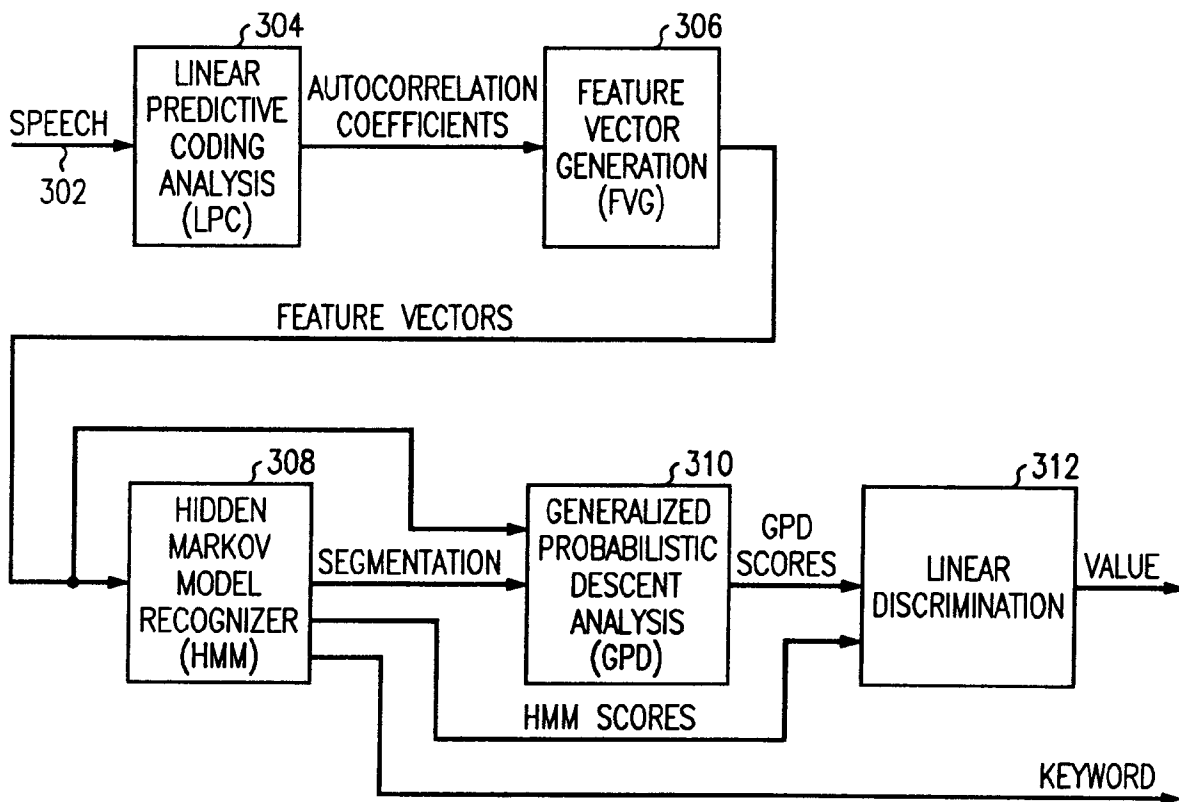 304
LINEAR
PREDICTIVE
CODING
ANALYSIS
(LPC)
SPEECH
302
AUTOCORRELATION
COEFFICIENTS
306
FEATURE
VECTOR
GENERATION
(FVG)
FEATURE VECTORS
308
HIDDEN
MARKOV
MODEL
RECOGNIZER
(HMM)
SEGMENTATION
310
GENERALIZED
PROBABILISTIC
DESCENT
ANALYSIS
(GPD)
GPD
SCORES
312
LINEAR
DISCRIMINATION
VALUE
HMM SCORES
KEYWORD